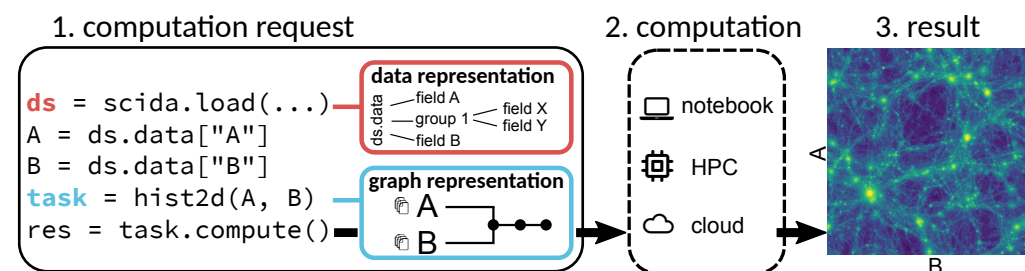 1. computation request
ds = scida.load(...)
A = ds.data["A"]
B = ds.data["B"]
task = hist2d(A, B)
res = task.compute()
data representation
ds.data
field A
group 1
field B
field X
field Y
graph representation
A
B
2. computation
notebook
HPC
cloud
3. result
A
B